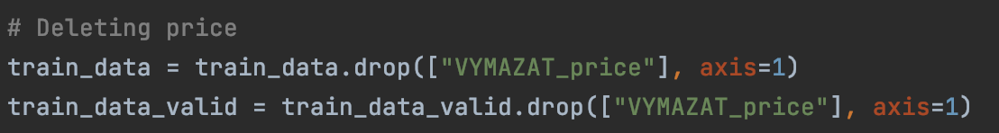 # Deleting price
train_data = train_data.drop(["VYMAZAT_price"], axis=1)
train_data_valid = train_data_valid.drop(["VYMAZAT_price"], axis=1)